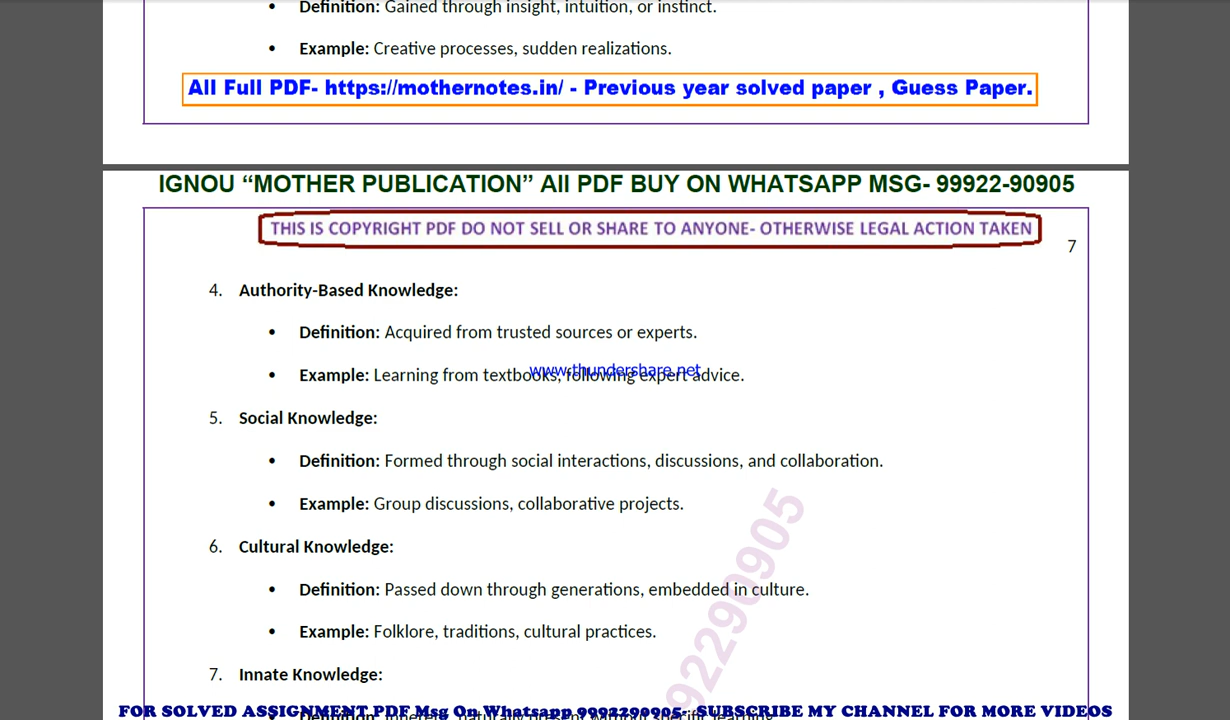 • Definition: Gained through insight, intuition, or instinct.
• Example: Creative processes, sudden realizations.
All Full PDF- https://mothernotes.in/ - Previous year solved paper , Guess Paper.
IGNOU “MOTHER PUBLICATION” All PDF BUY ON WHATSAPP MSG- 99922-90905
THIS IS COPYRIGHT PDF DO NOT SELL OR SHARE TO ANYONE- OTHERWISE LEGAL ACTION TAKEN
7
4. Authority-Based Knowledge:
• Definition: Acquired from trusted sources or experts.
www.thundershare.net
• Example: Learning from textbooks, following expert advice.
5. Social Knowledge:
• Definition: Formed through social interactions, discussions, and collaboration.
• Example: Group discussions, collaborative projects.
6. Cultural Knowledge:
• Definition: Passed down through generations, embedded in culture.
• Example: Folklore, traditions, cultural practices.
92290905
7. Innate Knowledge:
FOR SOLVED ASSIGNMENT PDF Msg On Whatsapp 9992290905- SUBSCRIBE MY CHANNEL FOR MORE VIDEOS